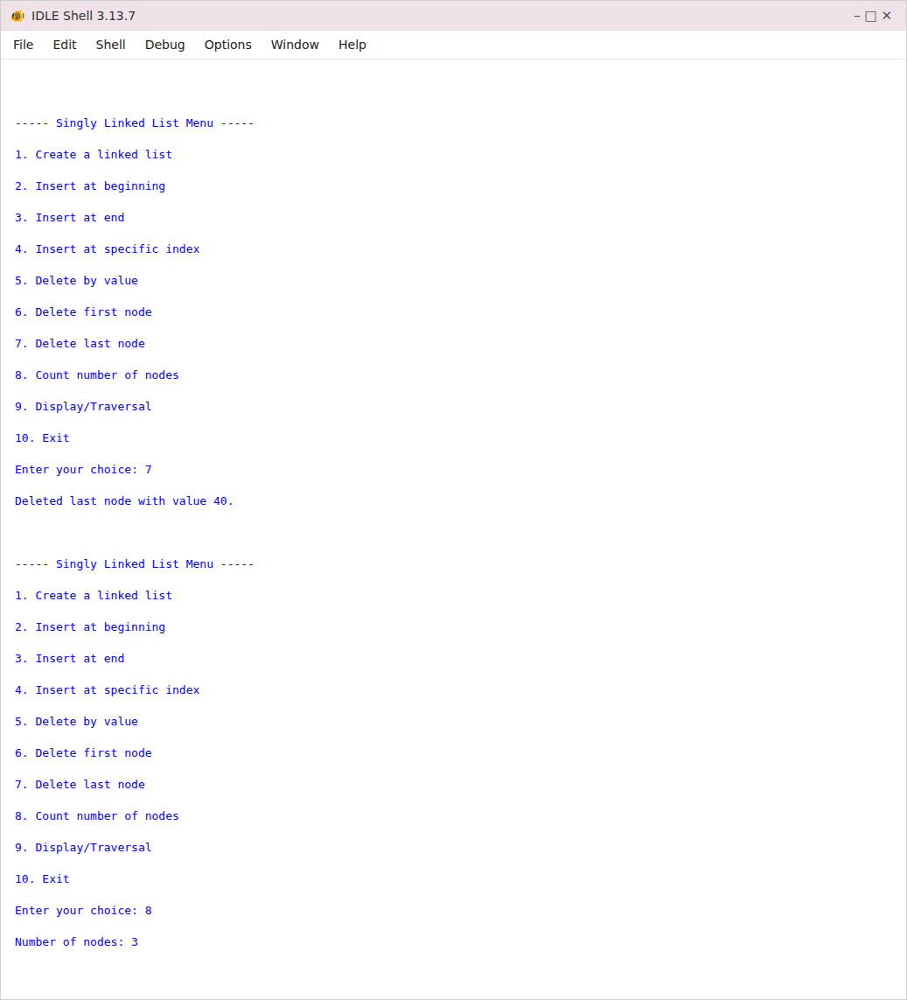 IDLE Shell 3.13.7
File Edit Shell Debug Options Window Help
----- Singly Linked List Menu -----
1. Create a linked list
2. Insert at beginning
3. Insert at end
4. Insert at specific index
5. Delete by value
6. Delete first node
7. Delete last node
8. Count number of nodes
9. Display/Traversal
10. Exit
Enter your choice: 7
Deleted last node with value 40.
----- Singly Linked List Menu -----
1. Create a linked list
2. Insert at beginning
3. Insert at end
4. Insert at specific index
5. Delete by value
6. Delete first node
7. Delete last node
8. Count number of nodes
9. Display/Traversal
10. Exit
Enter your choice: 8
Number of nodes: 3